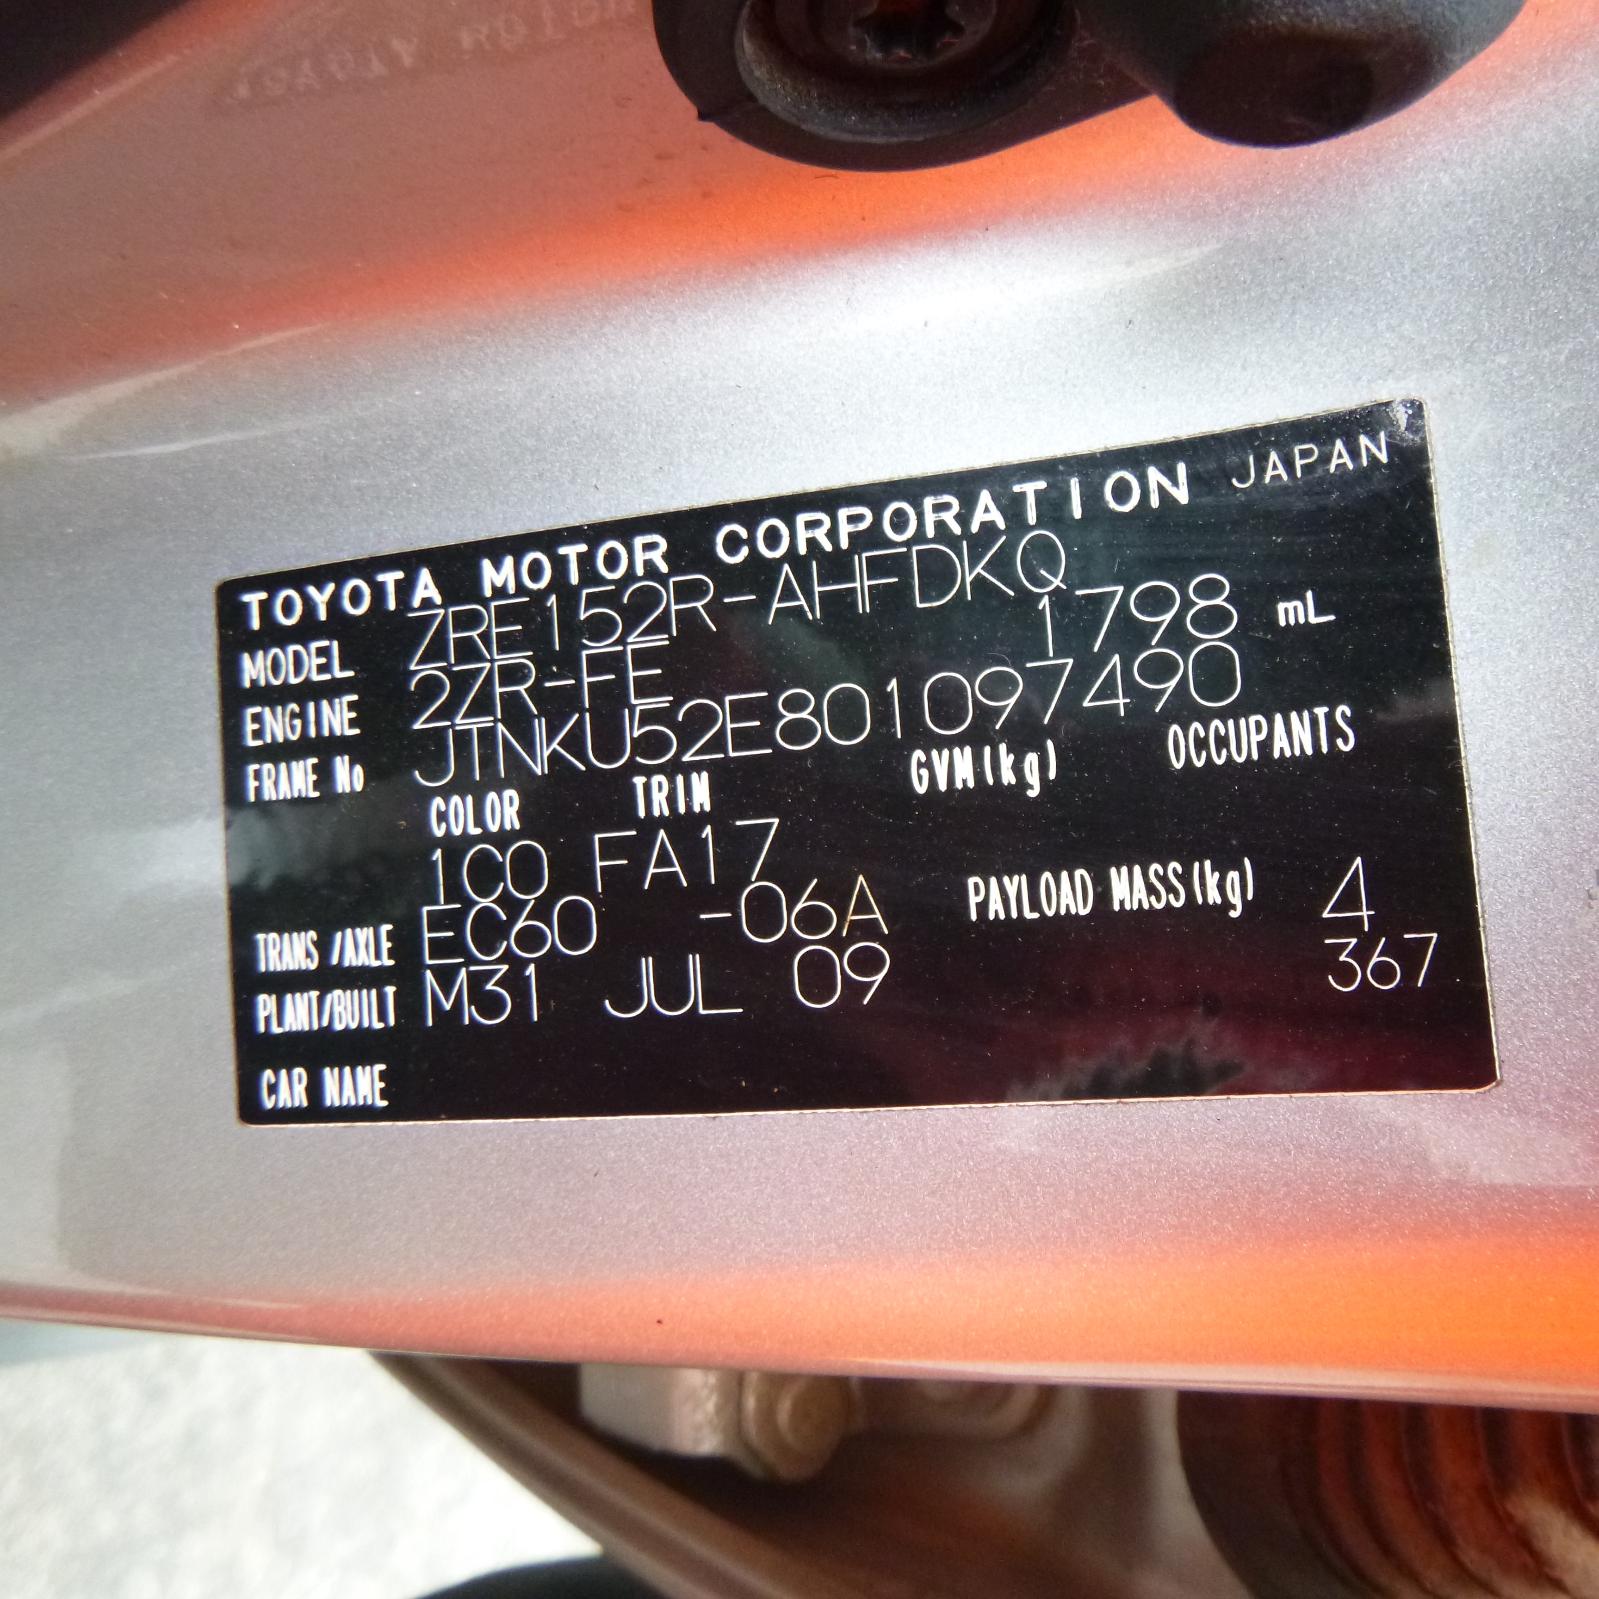 TOYOTA MOTOR CORPORATION JAPAN
MODEL ZRE152R-AHFDKQ
ENGINE 2ZR-FE 1798 mL
FRAME No JTNKU52E801097490
COLOR TRIM GVM(kg) OCCUPANTS
1C0 FA17
TRANS/AXLE EC60 -06A PAYLOAD MASS(kg) 4
PLANT/BUILT M31 JUL 09 367
CAR NAME